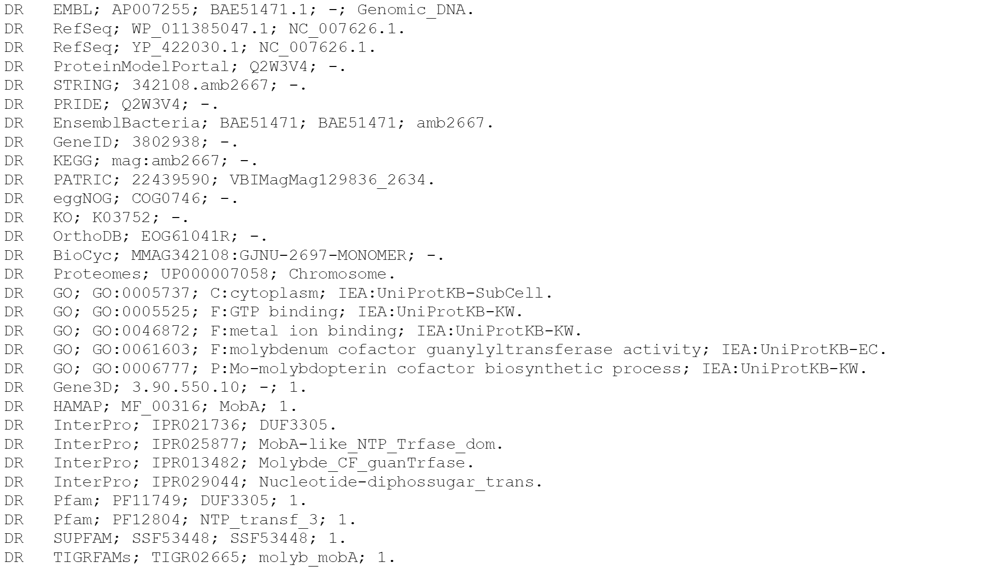 DR   EMBL; AP007255; BAE51471.1; -; Genomic_DNA.
DR   RefSeq; WP_011385047.1; NC_007626.1.
DR   RefSeq; YP_422030.1; NC_007626.1.
DR   ProteinModelPortal; Q2W3V4; -.
DR   STRING; 342108.amb2667; -.
DR   PRIDE; Q2W3V4; -.
DR   EnsemblBacteria; BAE51471; BAE51471; amb2667.
DR   GeneID; 3802938; -.
DR   KEGG; mag:amb2667; -.
DR   PATRIC; 22439590; VBIMagMag129836_2634.
DR   eggNOG; COG0746; -.
DR   KO; K03752; -.
DR   OrthoDB; EOG61041R; -.
DR   BioCyc; MMAG342108:GJNU-2697-MONOMER; -.
DR   Proteomes; UP000007058; Chromosome.
DR   GO; GO:0005737; C:cytoplasm; IEA:UniProtKB-SubCell.
DR   GO; GO:0005525; F:GTP binding; IEA:UniProtKB-KW.
DR   GO; GO:0046872; F:metal ion binding; IEA:UniProtKB-KW.
DR   GO; GO:0061603; F:molybdenum cofactor guanylyltransferase activity; IEA:UniProtKB-EC.
DR   GO; GO:0006777; P:Mo-molybdopterin cofactor biosynthetic process; IEA:UniProtKB-KW.
DR   Gene3D; 3.90.550.10; -; 1.
DR   HAMAP; MF_00316; MobA; 1.
DR   InterPro; IPR021736; DUF3305.
DR   InterPro; IPR025877; MobA-like_NTP_Trfase_dom.
DR   InterPro; IPR013482; Molybde_CF_guanTrfase.
DR   InterPro; IPR029044; Nucleotide-diphossugar_trans.
DR   Pfam; PF11749; DUF3305; 1.
DR   Pfam; PF12804; NTP_transf_3; 1.
DR   SUPFAM; SSF53448; SSF53448; 1.
DR   TIGRFAMs; TIGR02665; molyb_mobA; 1.